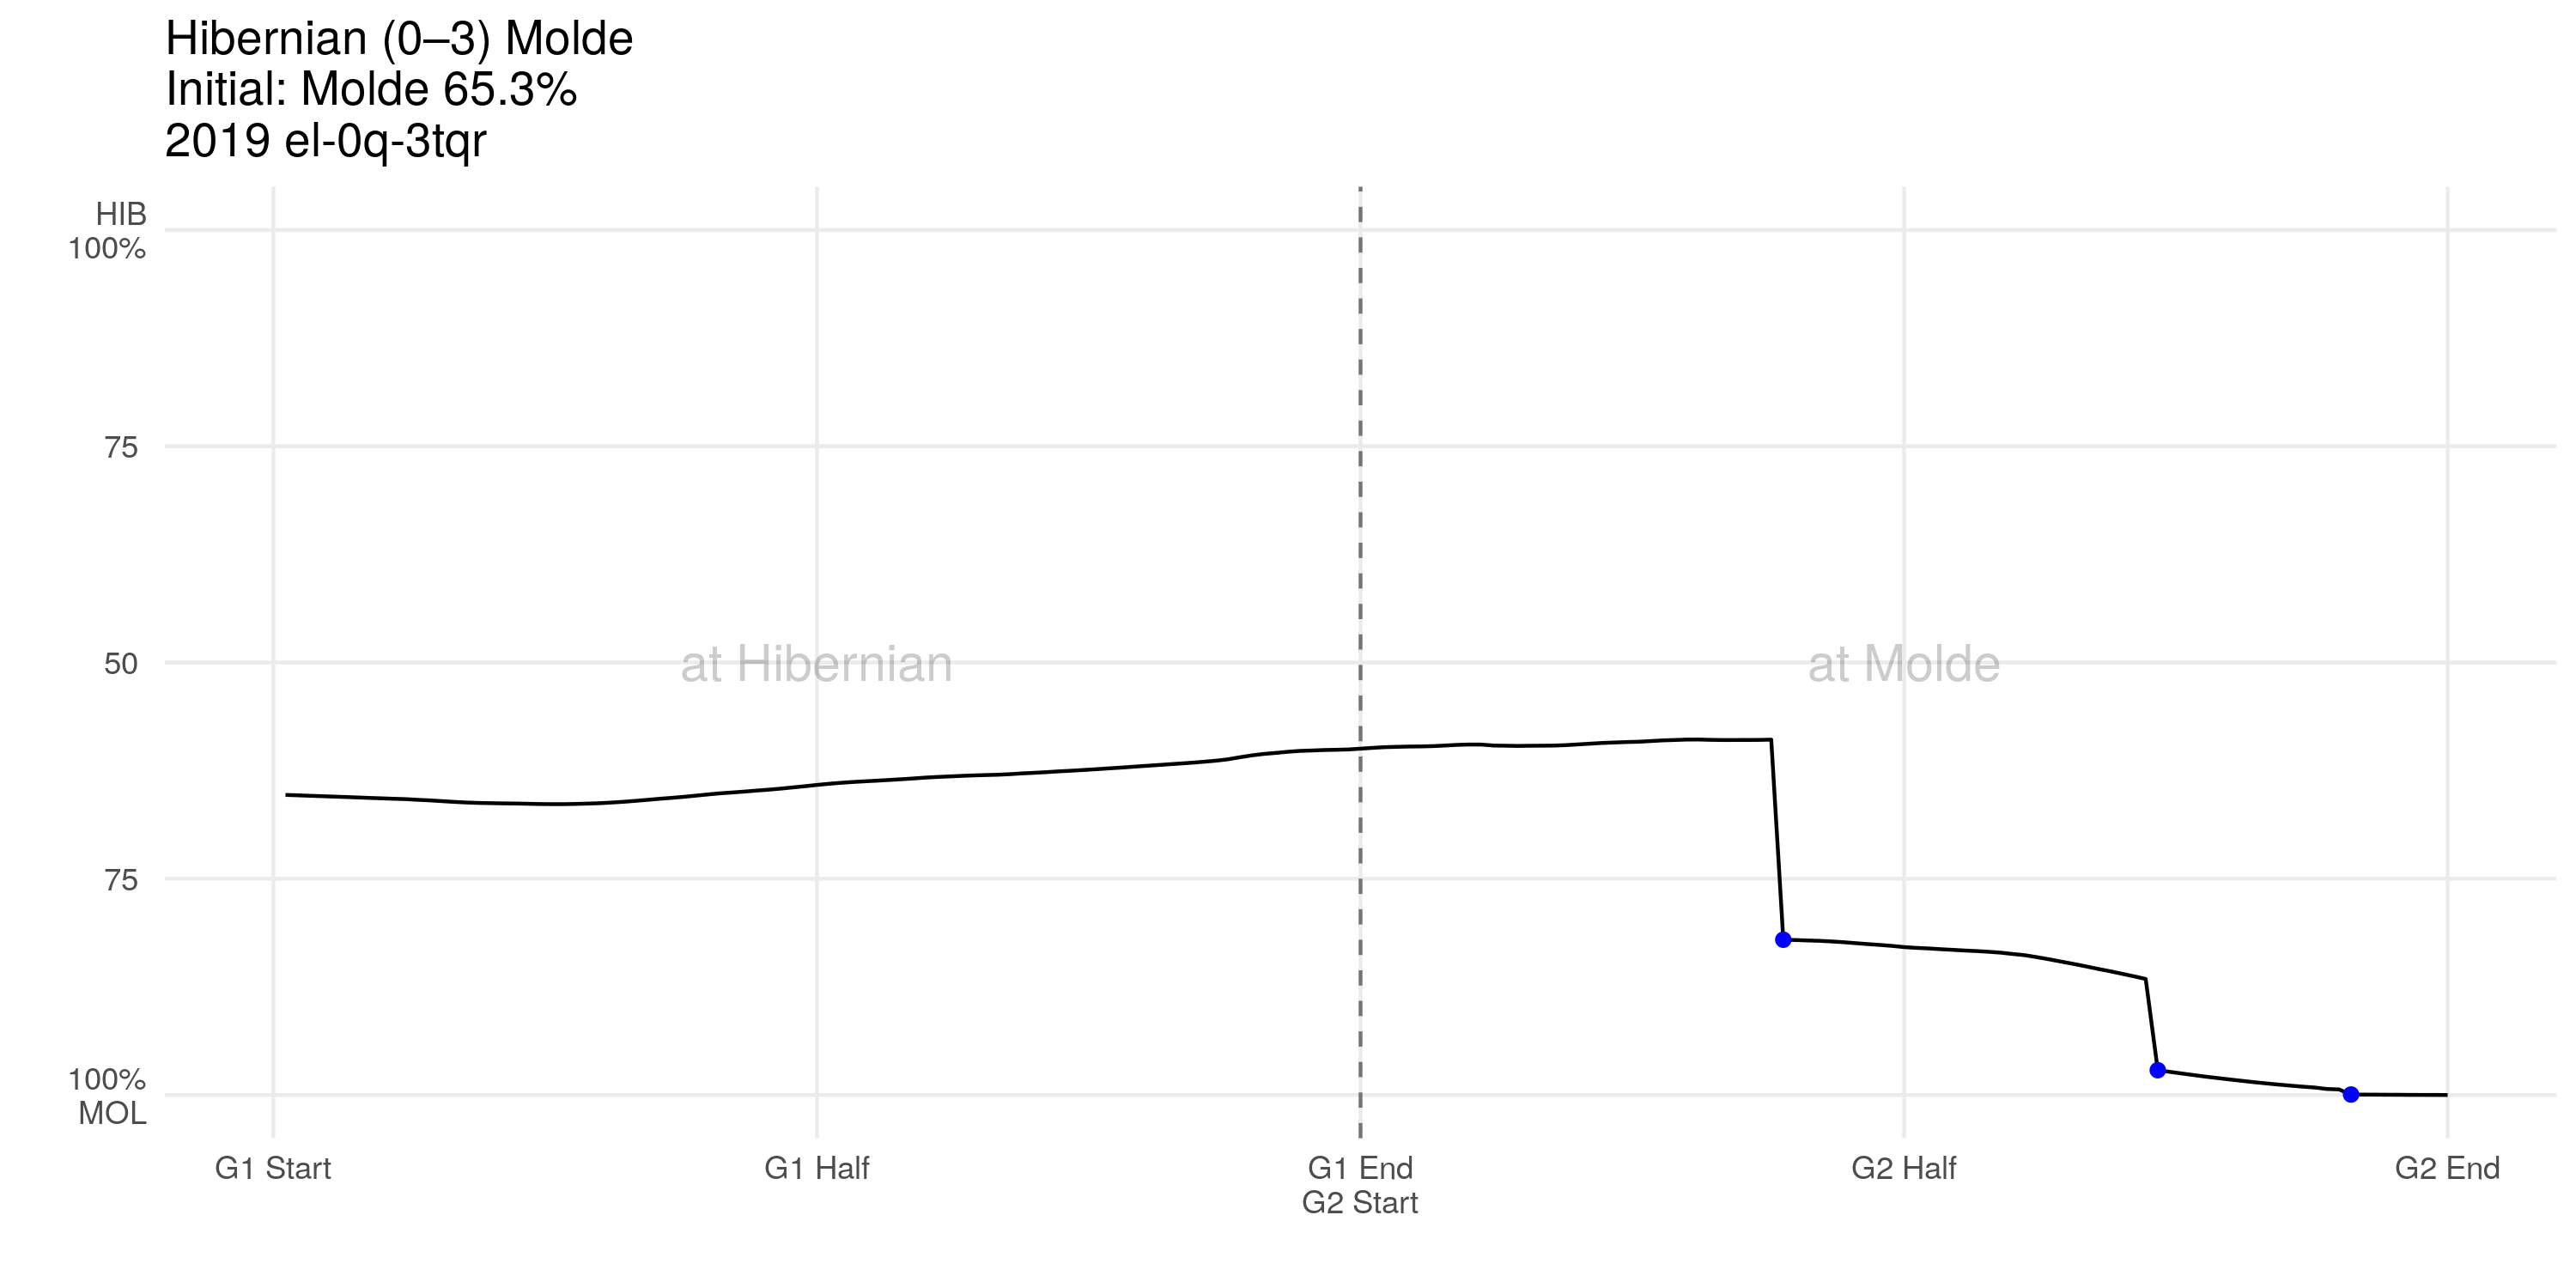 Hibernian (0–3) Molde
Initial: Molde 65.3%
2019 el-0q-3tqr
HIB
100%
75
50
75
100%
MOL
at Hibernian
at Molde
G1 Start
G1 Half
G1 End
G2 Start
G2 Half
G2 End